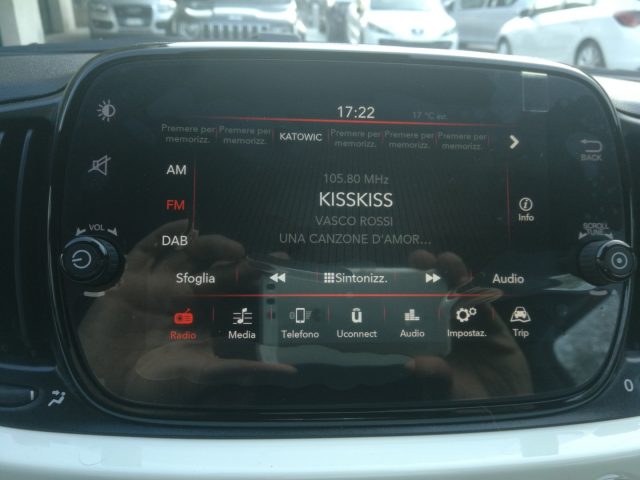 17:22 17 °C est.
Premere per memorizz. Premere per memorizz. KATOWIC Premere per memorizz. Premere per memorizz. Premere per memorizz.
BACK
AM
105.80 MHz
KISSKISS
FM
Info
VASCO ROSSI
VOL
SCROLL TUNE
DAB
UNA CANZONE D'AMOR...
Sfoglia Sintonizz. Audio
Radio Media Telefono Uconnect Audio Impostaz. Trip
0